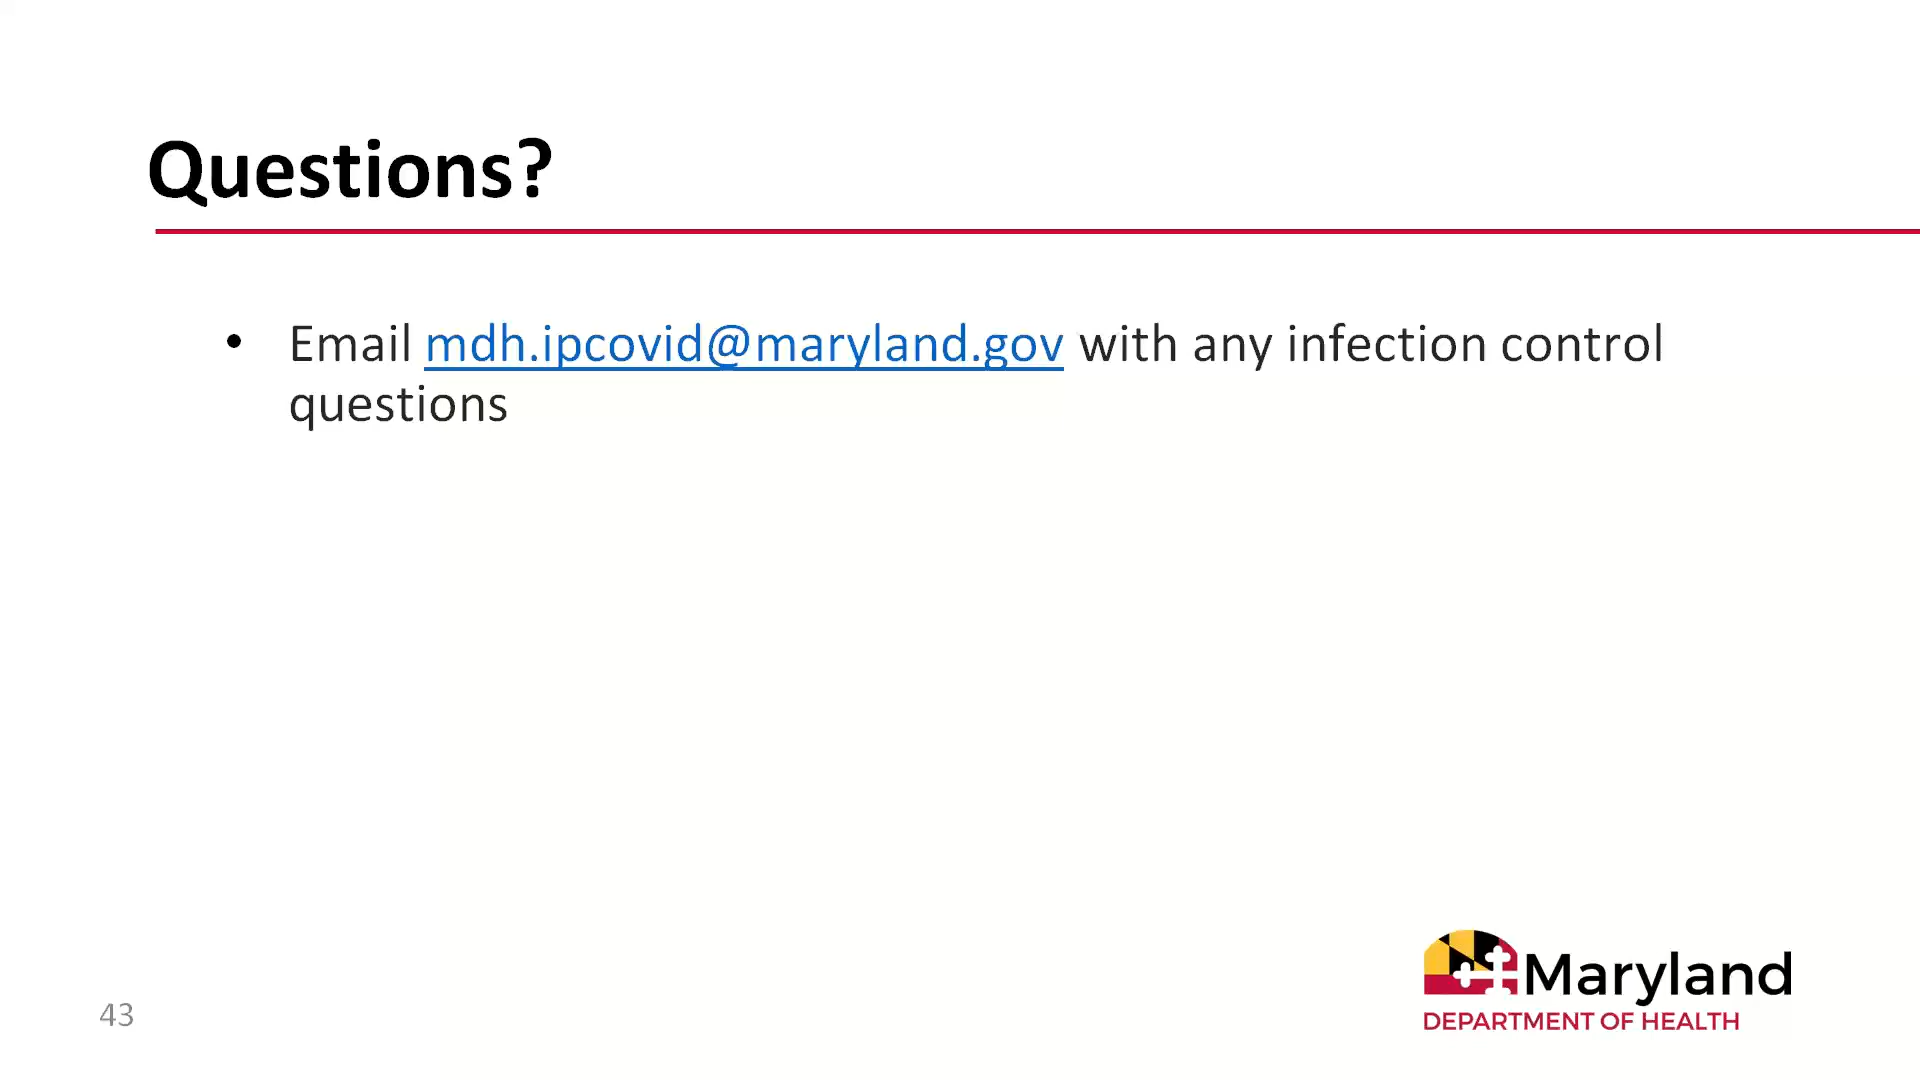 Questions?
• Email mdh.ipcovid@maryland.gov with any infection control
questions
43
Maryland
DEPARTMENT OF HEALTH